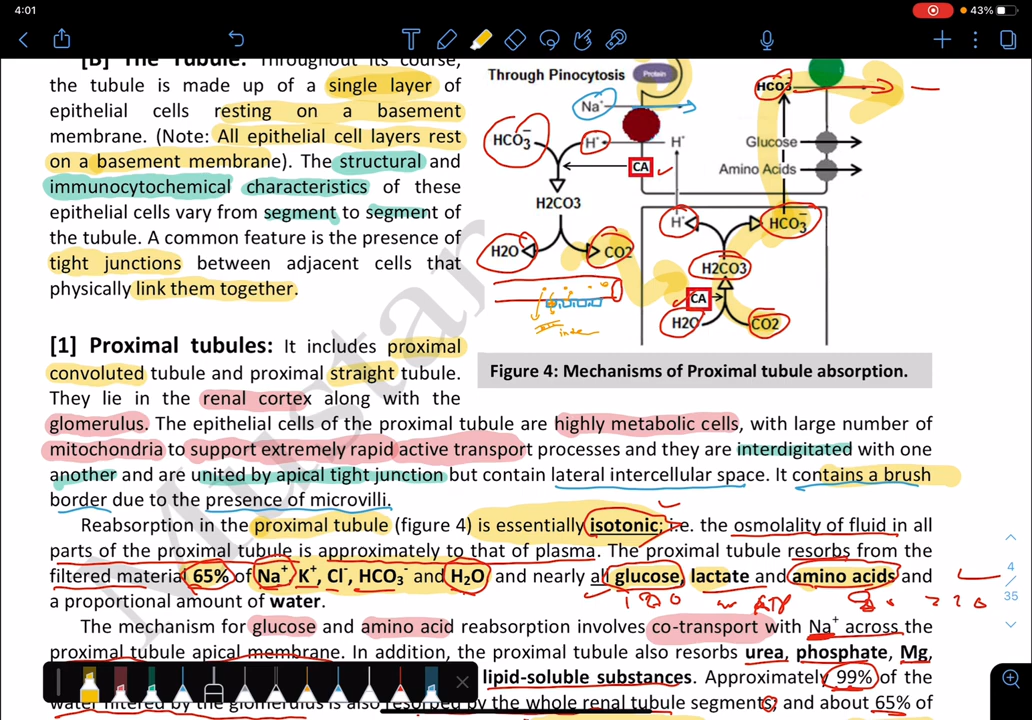 4:01
43%
[B] The Tubule: Throughout its course,
the tubule is made up of a single layer of
epithelial cells resting on a basement
membrane. (Note: All epithelial cell layers rest
on a basement membrane). The structural and
immunocytochemical characteristics of these
epithelial cells vary from segment to segment of
the tubule. A common feature is the presence of
tight junctions between adjacent cells that
physically link them together.
Through Pinocytosis
Protein
Na+
HCO3-
H+
H+
CA
H2CO3
H2O
CO2
HCO3
Glucose
Amino Acids
H+
HCO3-
H2CO3
CA
H2O
CO2
Figure 4: Mechanisms of Proximal tubule absorption.
[1] Proximal tubules: It includes proximal
convoluted tubule and proximal straight tubule.
They lie in the renal cortex along with the
glomerulus. The epithelial cells of the proximal tubule are highly metabolic cells, with large number of
mitochondria to support extremely rapid active transport processes and they are interdigitated with one
another and are united by apical tight junction but contain lateral intercellular space. It contains a brush
border due to the presence of microvilli.
Reabsorption in the proximal tubule (figure 4) is essentially isotonic; i.e. the osmolality of fluid in all
parts of the proximal tubule is approximately to that of plasma. The proximal tubule resorbs from the
filtered material 65% of Na+ K+, Cl-, HCO3- and H2O and nearly all glucose, lactate and amino acids and
a proportional amount of water.
The mechanism for glucose and amino acid reabsorption involves co-transport with Na+ across the
proximal tubule apical membrane. In addition, the proximal tubule also resorbs urea, phosphate, Mg,
lipid-soluble substances. Approximately 99% of the
water filtered by the glomerulus is also resorbed by the whole renal tubule segments; and about 65% of
4
35
Mustar